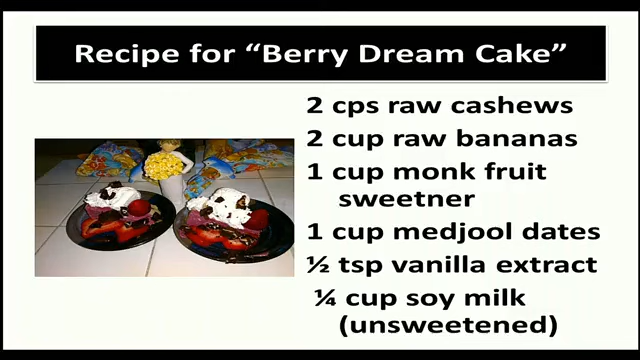 Recipe for “Berry Dream Cake”
2 cps raw cashews
2 cup raw bananas
1 cup monk fruit
sweetner
1 cup medjool dates
½ tsp vanilla extract
¼ cup soy milk
(unsweetened)